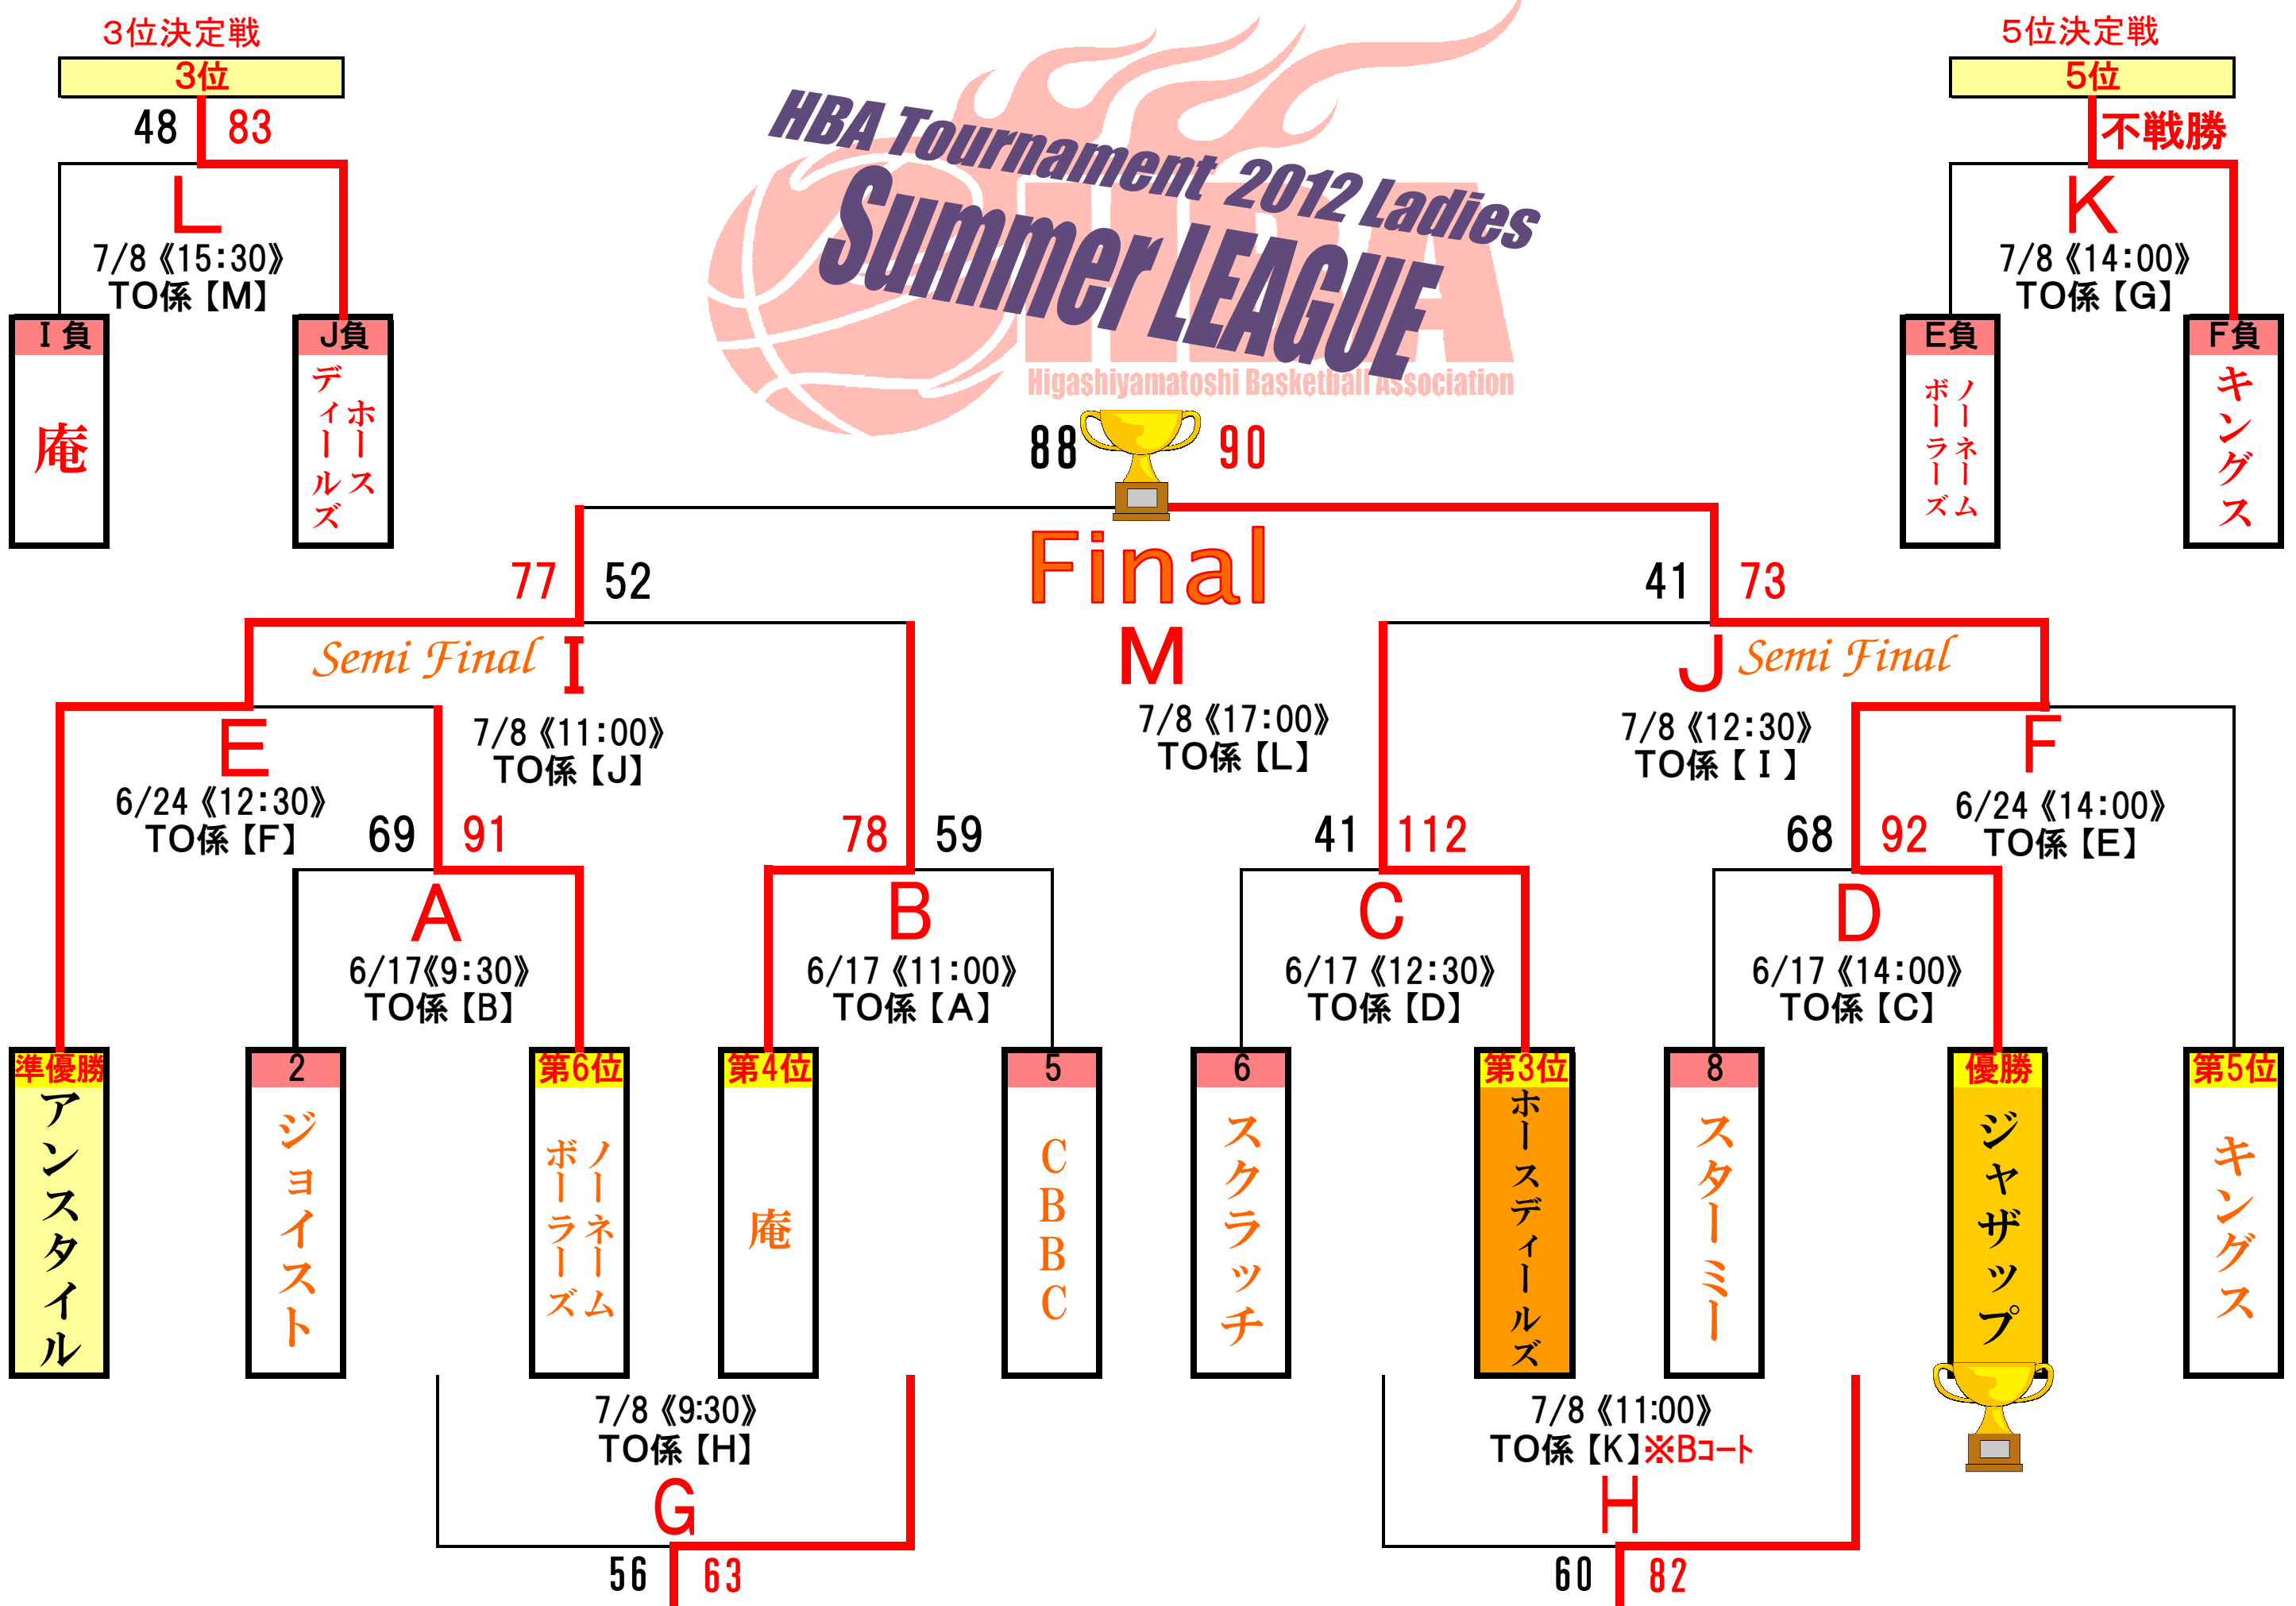 3位決定戦
3位
48 83
L
7/8《15:30》
TO係【M】
I負
J負
庵
ホース
ディールズ
HBA Tournament 2012 Ladies
Summer LEAGUE
HBA
Higashiyamatoshi Basketball Association
5位決定戦
5位
不戦勝
K
7/8《14:00》
TO係【G】
E負
F負
ノーネーム
ボーラーズ
キングス
88 90
Final
M
7/8《17:00》
TO係【L】
77 52
Semi Final I
7/8《11:00》
TO係【J】
41 73
J Semi Final
7/8《12:30》
TO係【I】
E
6/24《12:30》
TO係【F】
F
6/24《14:00》
TO係【E】
69 91
A
6/17《9:30》
TO係【B】
78 59
B
6/17《11:00》
TO係【A】
41 112
C
6/17《12:30》
TO係【D】
68 92
D
6/17《14:00》
TO係【C】
準優勝
アンスタイル
2
ジョイスト
第6位
ノーネーム
ボーラーズ
第4位
庵
5
CBBC
6
スクラッチ
第3位
ホースディールズ
8
スターミー
優勝
ジャザップ
第5位
キングス
7/8《9:30》
TO係【H】
G
56 63
7/8《11:00》
TO係【K】※Bコート
H
60 82